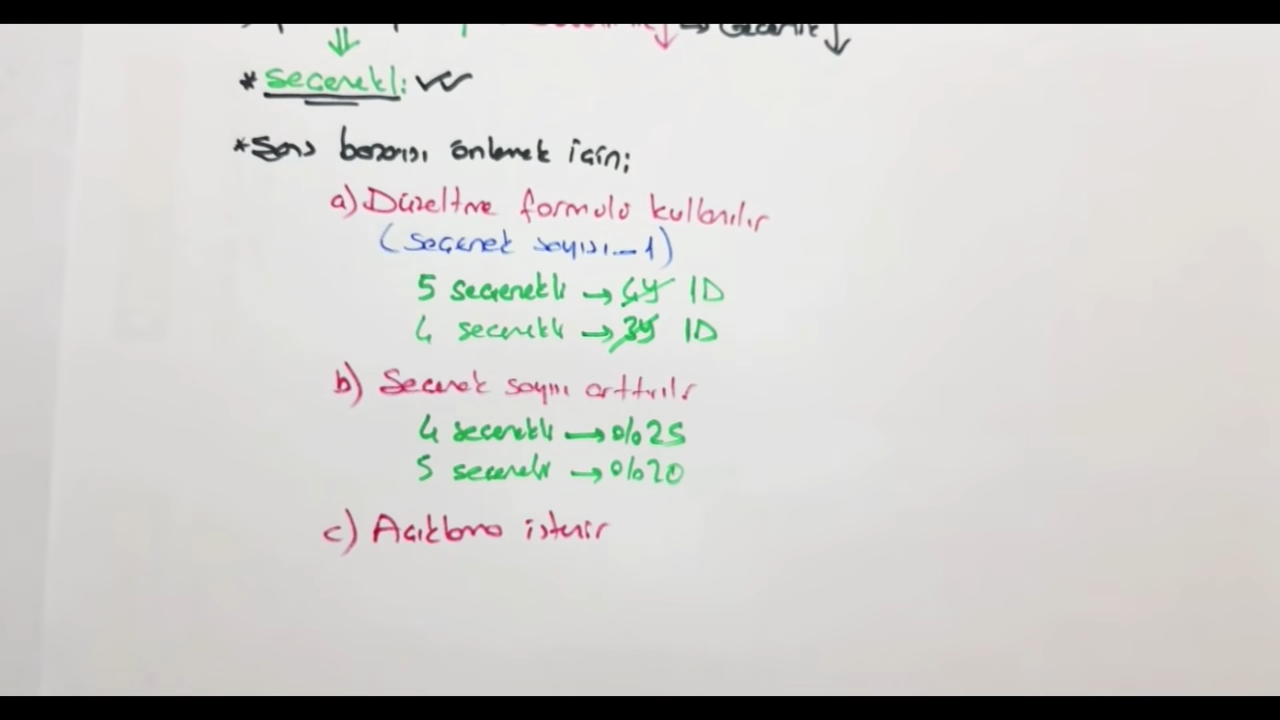 ↓ → Güvenirlik ↓
⇓
* Seçenekli: ✓✓
* Şans başarısı önlemek için;
a) Düzeltme formülü kullanılır
(seçenek sayısı - 1)
5 seçenekli → 4Y 1D
4 seçenekli → 3Y 1D
b) Seçenek sayısı arttırılır
4 seçenekli → %25
5 seçenekli → %20
c) Açıklama istenir